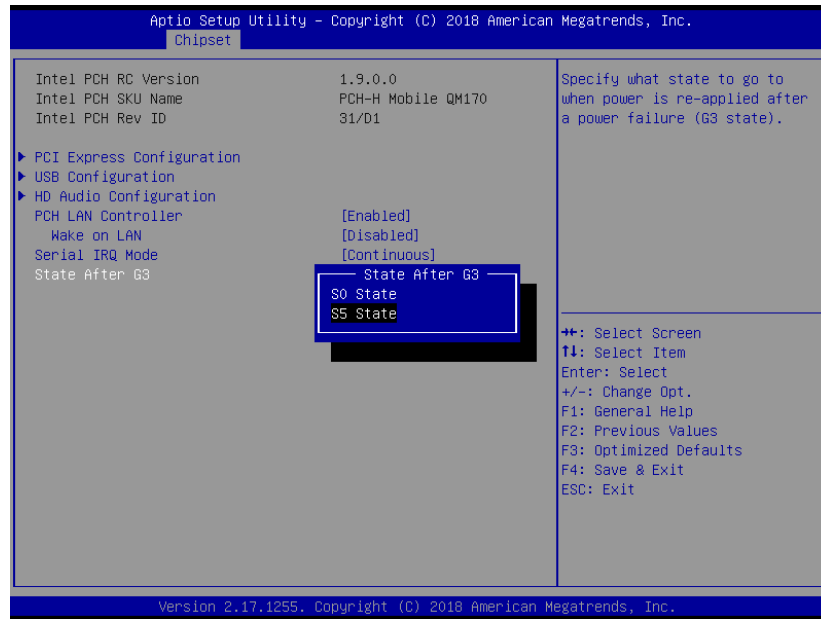 Aptio Setup Utility – Copyright (C) 2018 American Megatrends, Inc.
Chipset
Intel PCH RC Version 1.9.0.0
Intel PCH SKU Name PCH-H Mobile QM170
Intel PCH Rev ID 31/D1
PCI Express Configuration
USB Configuration
HD Audio Configuration
PCH LAN Controller [Enabled]
Wake on LAN [Disabled]
Serial IRQ Mode [Continuous]
State After G3
State After G3
S0 State
S5 State
Specify what state to go to
when power is re-applied after
a power failure (G3 state).
→←: Select Screen
↑↓: Select Item
Enter: Select
+/-: Change Opt.
F1: General Help
F2: Previous Values
F3: Optimized Defaults
F4: Save & Exit
ESC: Exit
Version 2.17.1255. Copyright (C) 2018 American Megatrends, Inc.